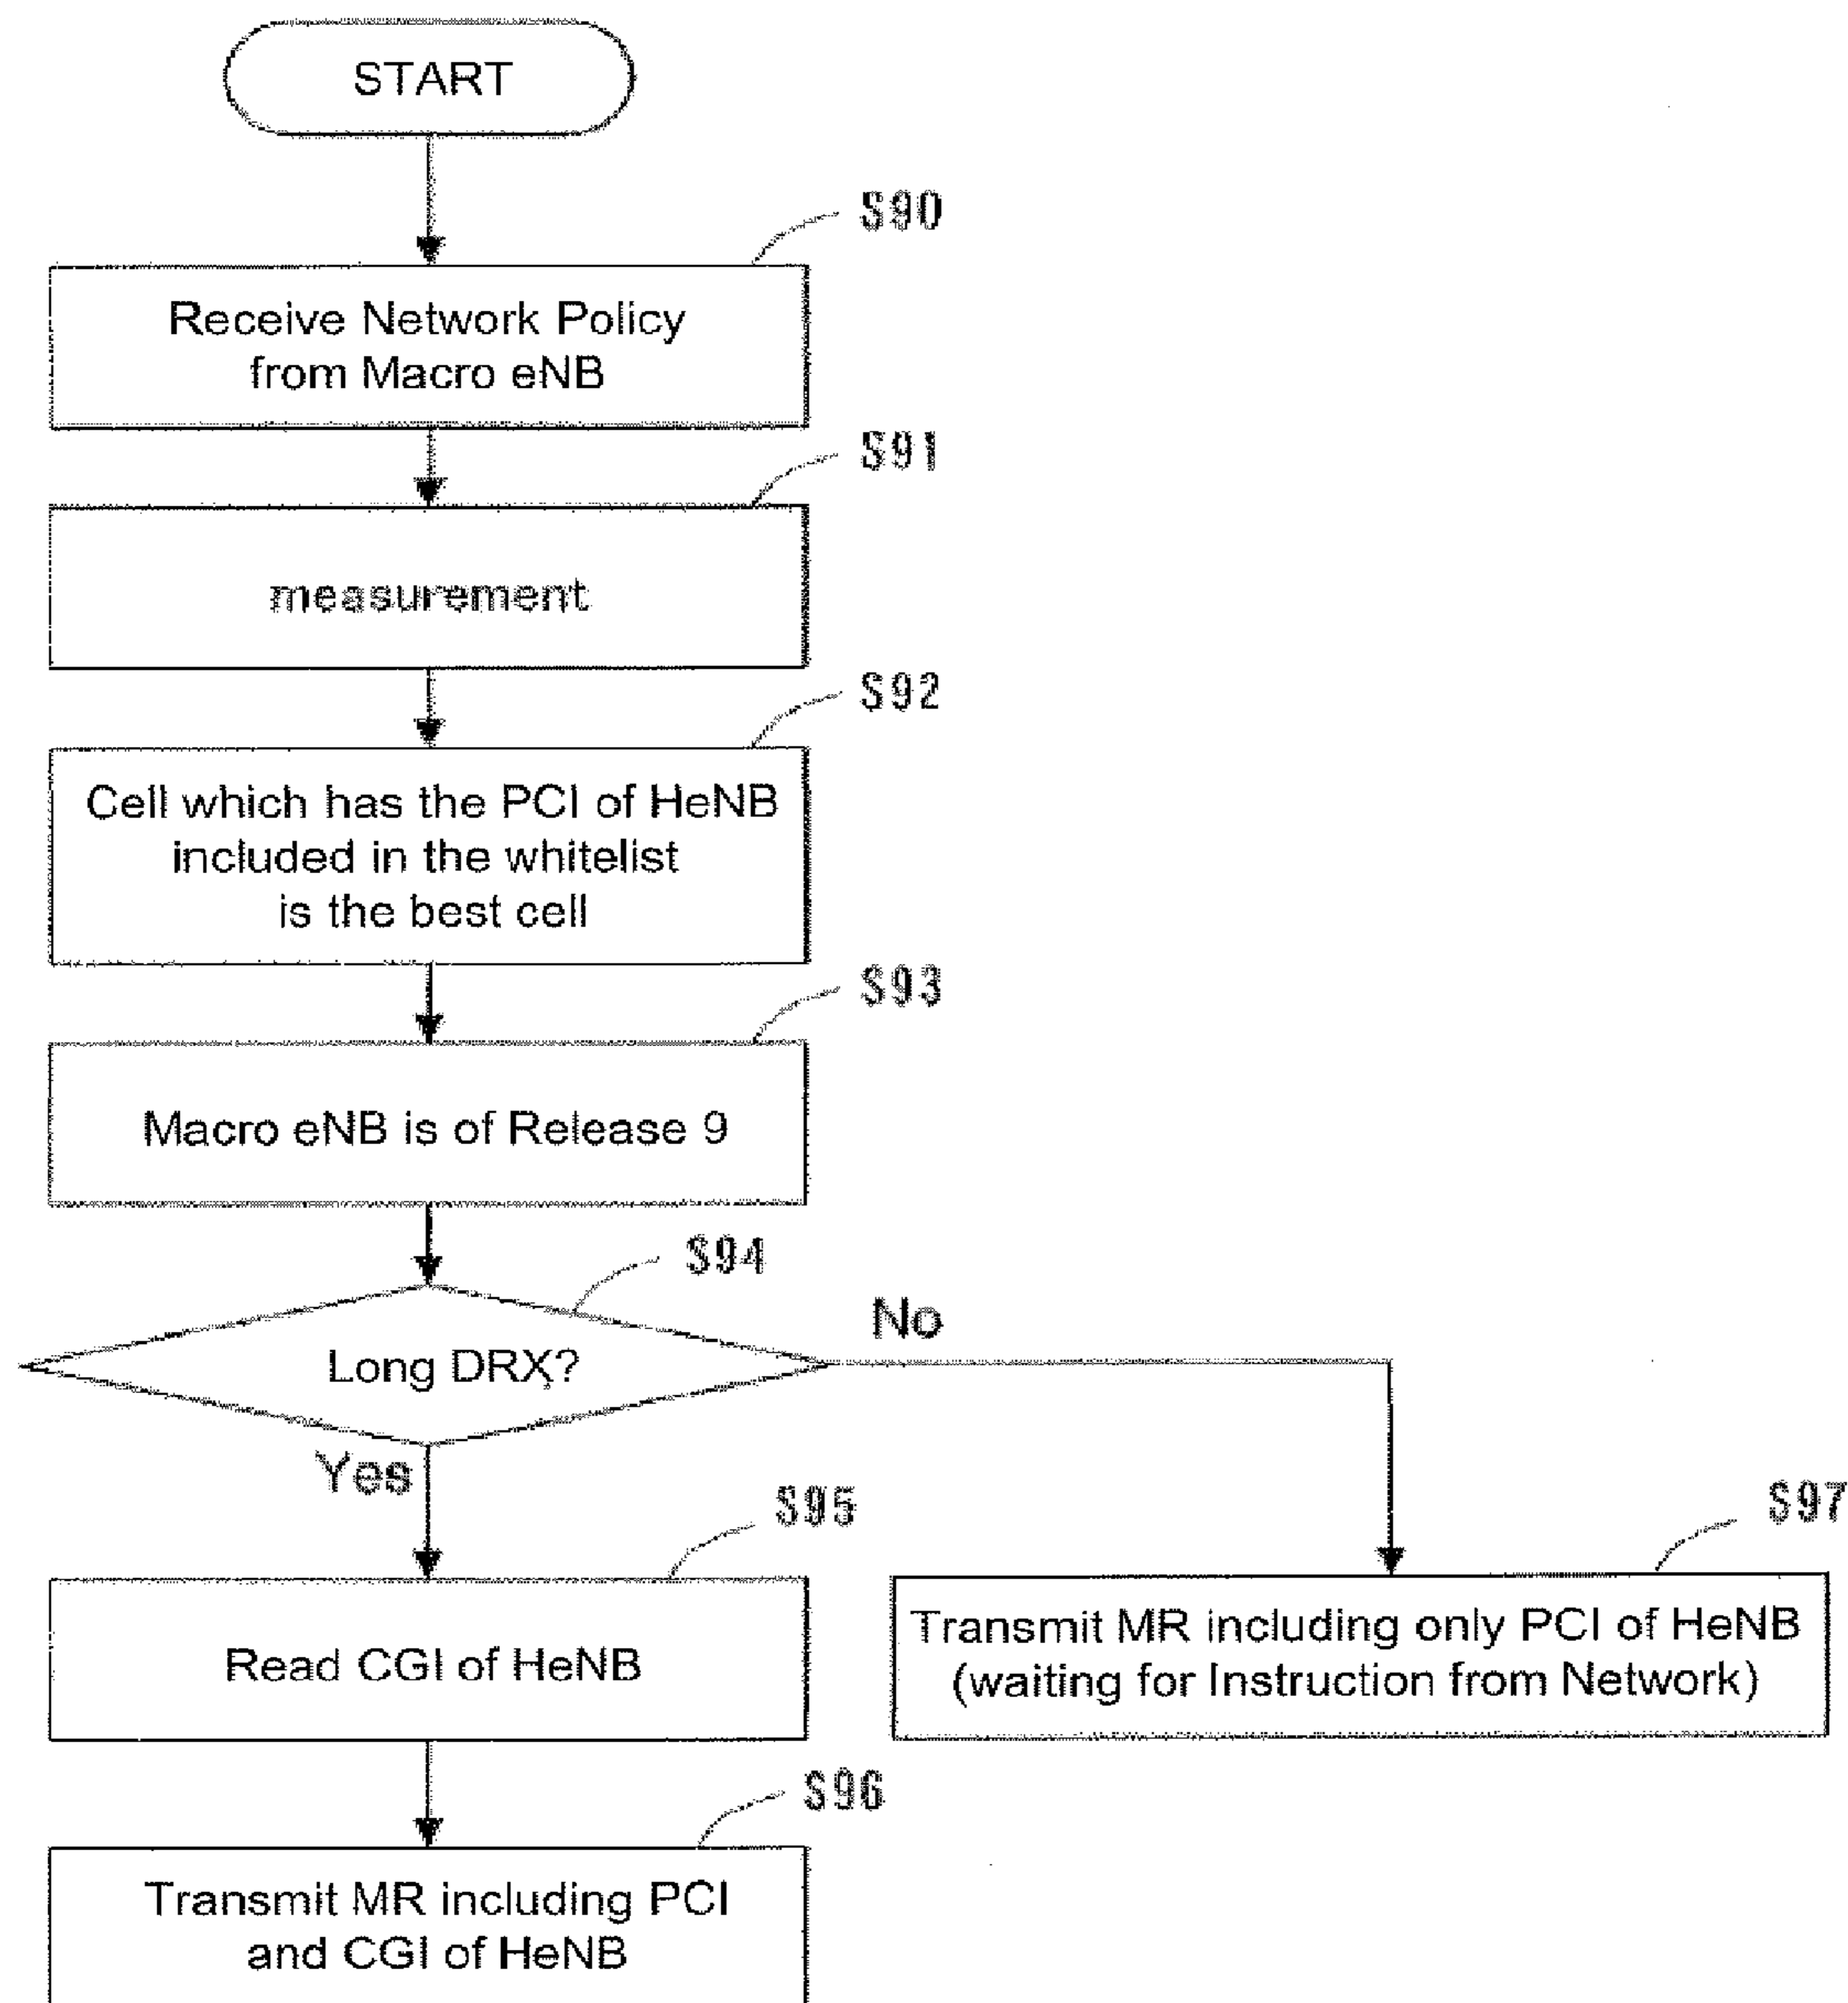 START
S90
Receive Network Policy
from Macro eNB
S91
measurement
S92
Cell which has the PCI of HeNB
included in the whitelist
is the best cell
S93
Macro eNB is of Release 9
S94
Long DRX?
No
Yes
S95
Read CGI of HeNB
S97
Transmit MR including only PCI of HeNB
(waiting for Instruction from Network)
S96
Transmit MR including PCI
and CGI of HeNB